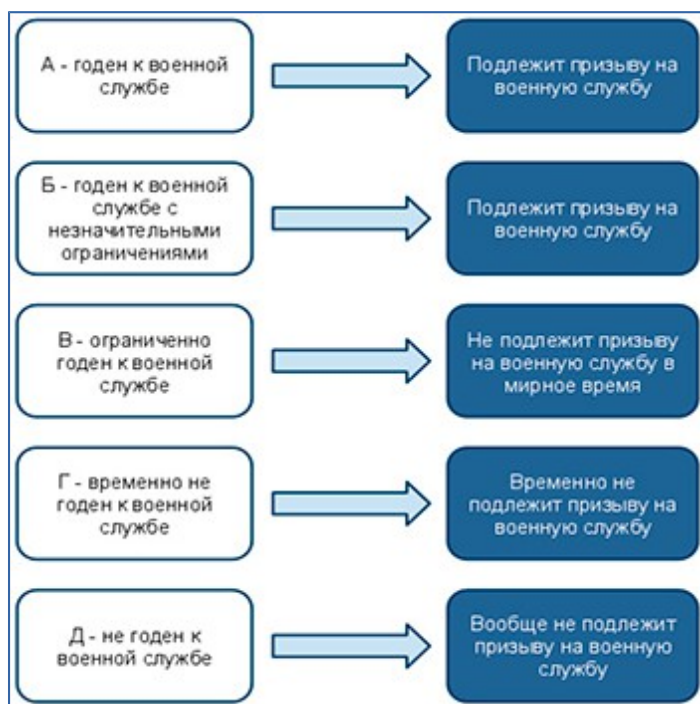 А - годен к военной
службе
Подлежит призыву на
военную службу
Б - годен к военной
службе с
незначительными
ограничениями
Подлежит призыву на
военную службу
В - ограниченно
годен к военной
службе
Не подлежит призыву
на военную службу в
мирное время
Г - временно не
годен к военной
службе
Временно не
подлежит призыву на
военную службу
Д - не годен к
военной службе
Вообще не подлежит
призыву на военную
службу